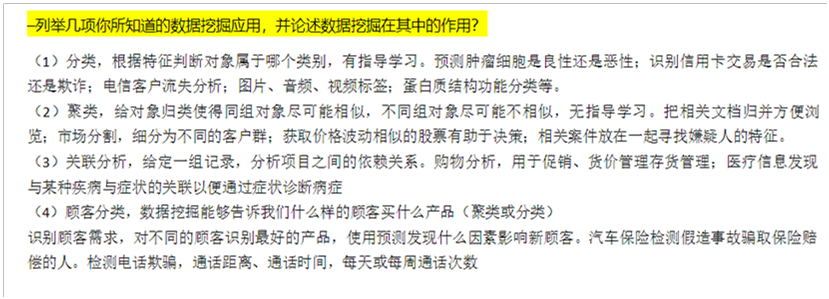 –列举几项你所知道的数据挖掘应用，并论述数据挖掘在其中的作用？
（1）分类，根据特征判断对象属于哪个类别，有指导学习。预测肿瘤细胞是良性还是恶性；识别信用卡交易是否合法
还是欺诈；电信客户流失分析；图片、音频、视频标签；蛋白质结构功能分类等。
（2）聚类，给对象归类使得同组对象尽可能相似，不同组对象尽可能不相似，无指导学习。把相关文档归并方便浏
览；市场分割，细分为不同的客户群；获取价格波动相似的股票有助于决策；相关案件放在一起寻找嫌疑人的特征。
（3）关联分析，给定一组记录，分析项目之间的依赖关系。购物分析，用于促销、货价管理存货管理；医疗信息发现
与某种疾病与症状的关联以便通过症状诊断病症
（4）顾客分类，数据挖掘能够告诉我们什么样的顾客买什么产品（聚类或分类）
识别顾客需求，对不同的顾客识别最好的产品，使用预测发现什么因素影响新顾客。汽车保险检测假造事故骗取保险赔
偿的人。检测电话欺骗，通话距离、通话时间，每天或每周通话次数